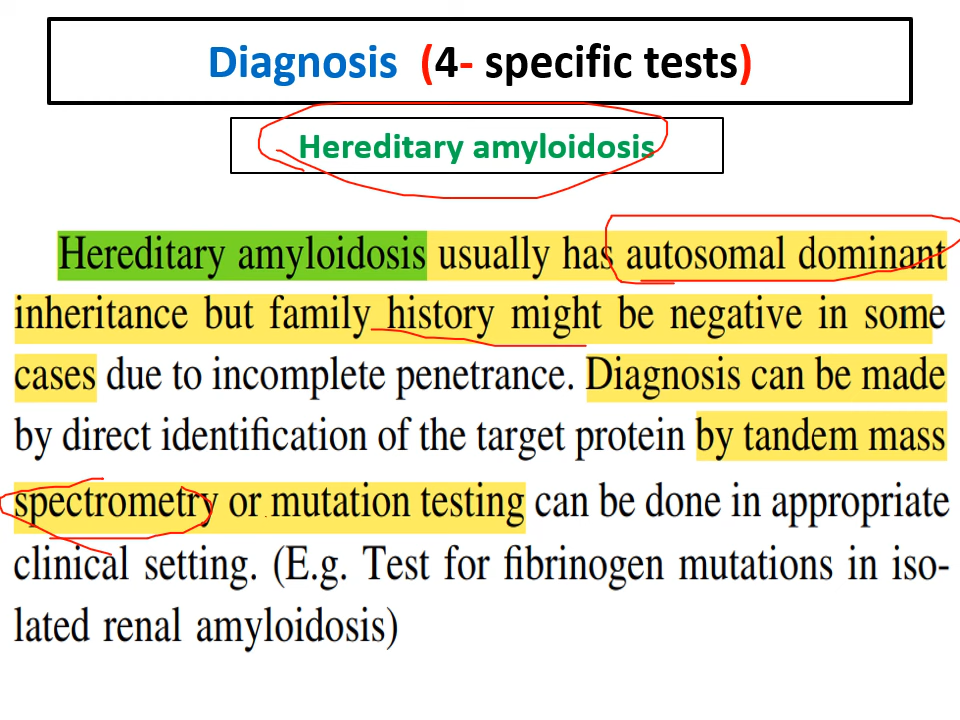 Diagnosis (4- specific tests)
Hereditary amyloidosis
Hereditary amyloidosis usually has autosomal dominant
inheritance but family history might be negative in some
cases due to incomplete penetrance. Diagnosis can be made
by direct identification of the target protein by tandem mass
spectrometry or mutation testing can be done in appropriate
clinical setting. (E.g. Test for fibrinogen mutations in iso-
lated renal amyloidosis)